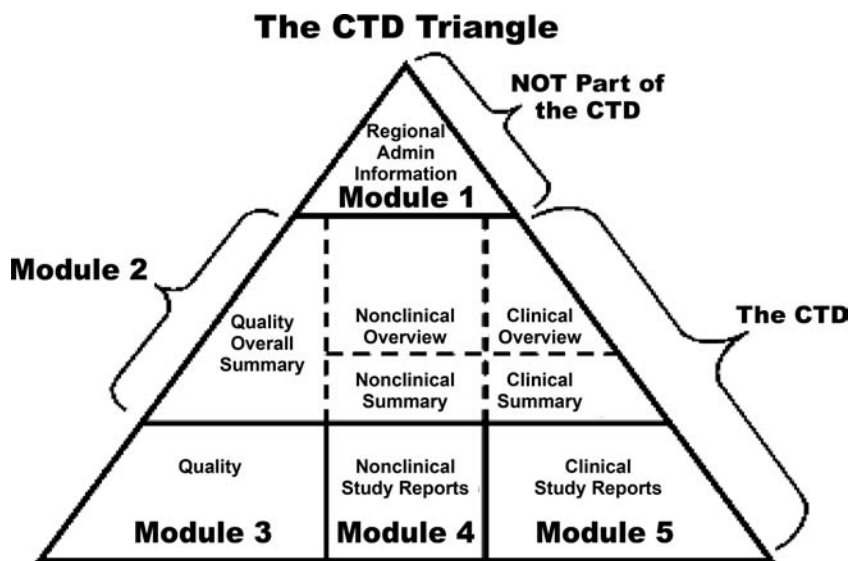 The CTD Triangle
NOT Part of
the CTD
Regional
Admin
Information
Module 1
Module 2
Quality
Overall
Summary
Nonclinical
Overview
Clinical
Overview
The CTD
Nonclinical
Summary
Clinical
Summary
Quality
Module 3
Nonclinical
Study Reports
Module 4
Clinical
Study Reports
Module 5